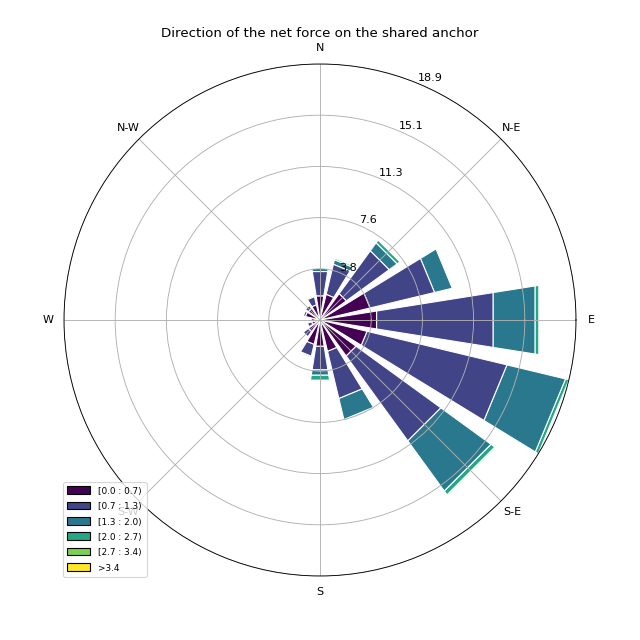 Direction of the net force on the shared anchor
N
N-W
N-E
18.9
15.1
11.3
7.6
3.8
W
E
S-W
S-E
S
[0.0 : 0.7)
[0.7 : 1.3)
[1.3 : 2.0)
[2.0 : 2.7)
[2.7 : 3.4)
>3.4